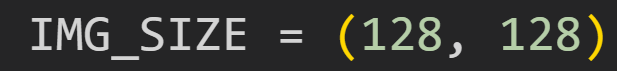 IMG_SIZE = (128, 128)